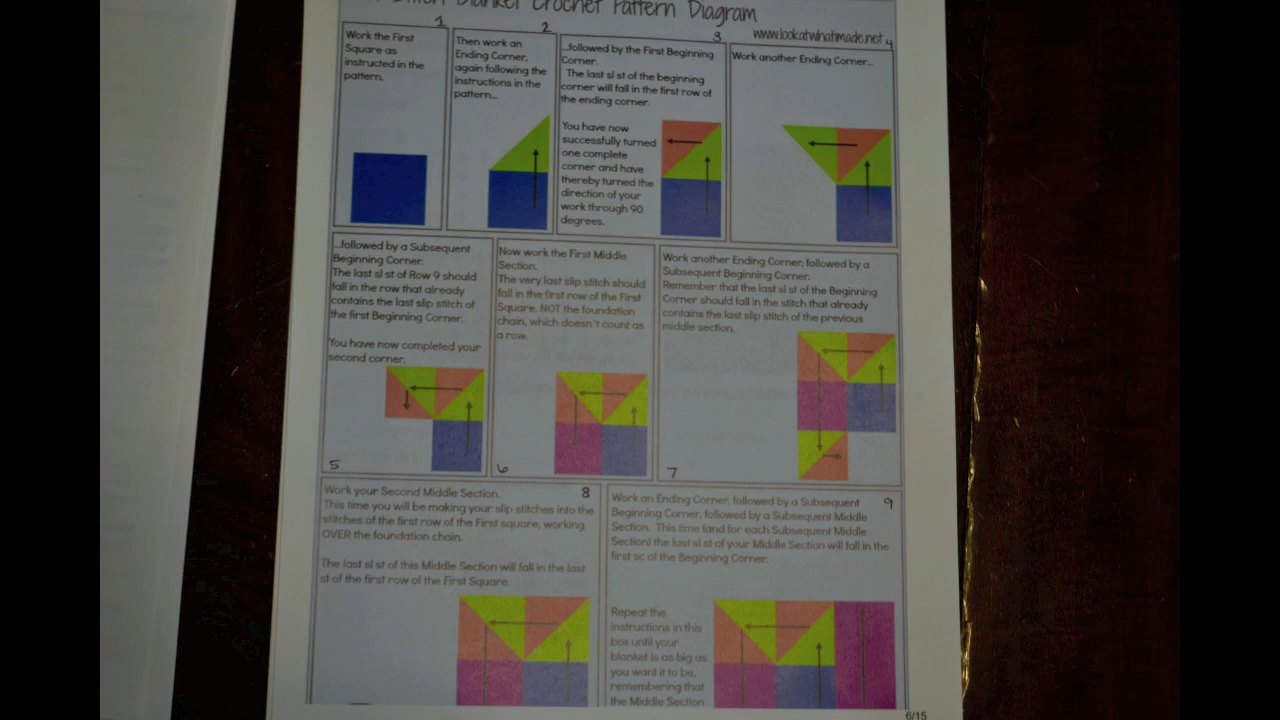 Blanket Crochet Pattern Diagram
www.lookatwhatimade.net
1
Work the First
Square as
instructed in the
pattern.
2
Then work an
Ending Corner,
again following the
instructions in the
pattern...
3
...followed by the First Beginning
Corner.
The last sl st of the beginning
corner will fall in the first row of
the ending corner.
You have now
successfully turned
one complete
corner and have
thereby turned the
direction of your
work through 90
degrees.
4
Work another Ending Corner...
...followed by a Subsequent
Beginning Corner.
The last sl st of Row 9 should
fall in the row that already
contains the last slip stitch of
the first Beginning Corner.
You have now completed your
second corner.
5
Now work the First Middle
Section.
The very last slip stitch should
fall in the first row of the First
Square, NOT the foundation
chain, which doesn't count as
a row.
6
Work another Ending Corner, followed by a
Subsequent Beginning Corner.
Remember that the last sl st of the Beginning
Corner should fall in the stitch that already
contains the last slip stitch of the previous
middle section.
7
Work your Second Middle Section.
8
This time you will be making your slip stitches into the
stitches of the first row of the First square, working
OVER the foundation chain.
The last sl st of this Middle Section will fall in the last
st of the first row of the First Square.
Work an Ending Corner, followed by a Subsequent
9
Beginning Corner, followed by a Subsequent Middle
Section. This time (and for each Subsequent Middle
Section) the last sl st of your Middle Section will fall in the
first sc of the Beginning Corner.
Repeat the
instructions in this
box until your
blanket is as big as
you want it to be,
remembering that
the Middle Section
6/15